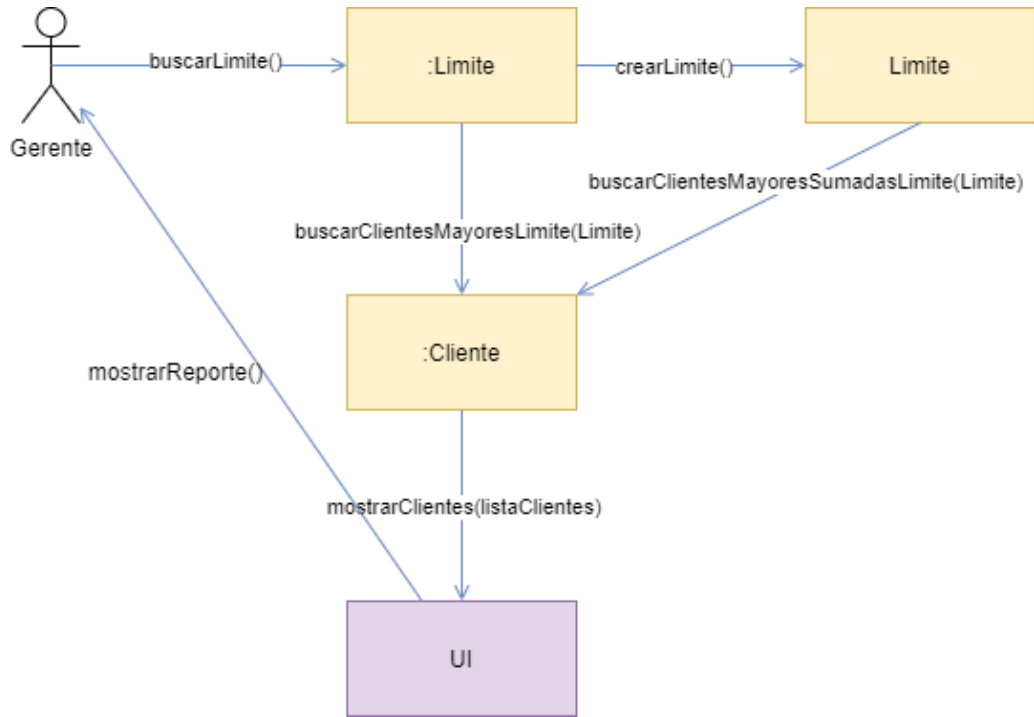 buscarLimite()
:Limite
crearLimite()
Limite
Gerente
buscarClientesMayoresSumadasLimite(Limite)
buscarClientesMayoresLimite(Limite)
:Cliente
mostrarReporte()
mostrarClientes(listaClientes)
UI